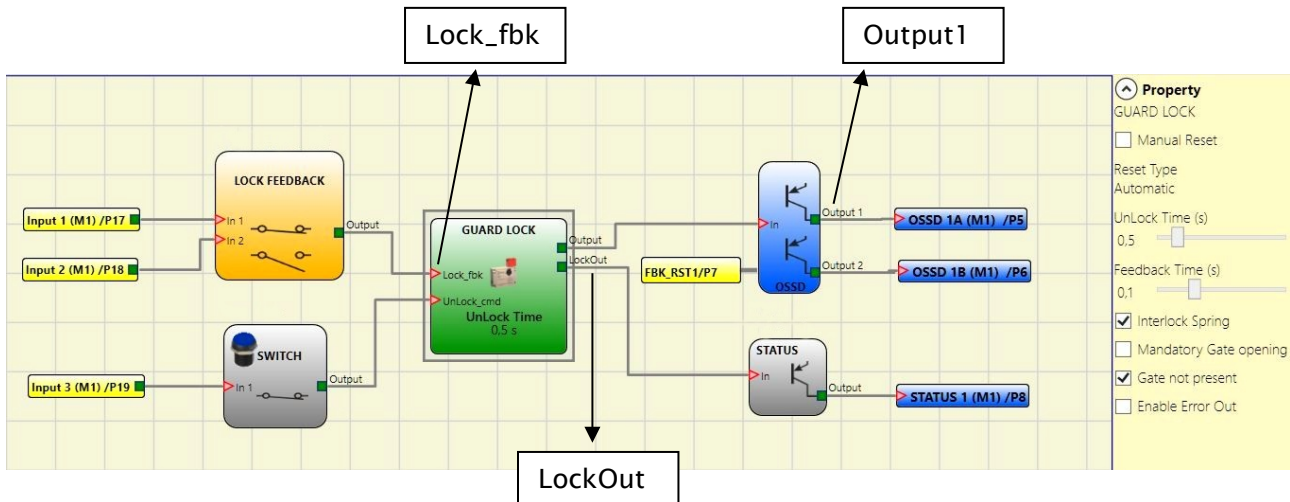 Lock_fbk
Output1
LOCK FEEDBACK
Input 1 (M1) /P17
In 1
Output
Input 2 (M1) /P18
In 2
GUARD LOCK
Output
LockOut
Lock_fbk
UnLock_cmd
UnLock Time
0,5 s
SWITCH
Input 3 (M1) /P19
In 1
Output
FBK_RST1/P7
In
Output 1
OSSD 1A (M1) /P5
Output 2
OSSD 1B (M1) /P6
OSSD
STATUS
In
Output
STATUS 1 (M1) /P8
LockOut
Property
GUARD LOCK
Manual Reset
Reset Type
Automatic
UnLock Time (s)
0,5
Feedback Time (s)
0,1
Interlock Spring
Mandatory Gate opening
Gate not present
Enable Error Out